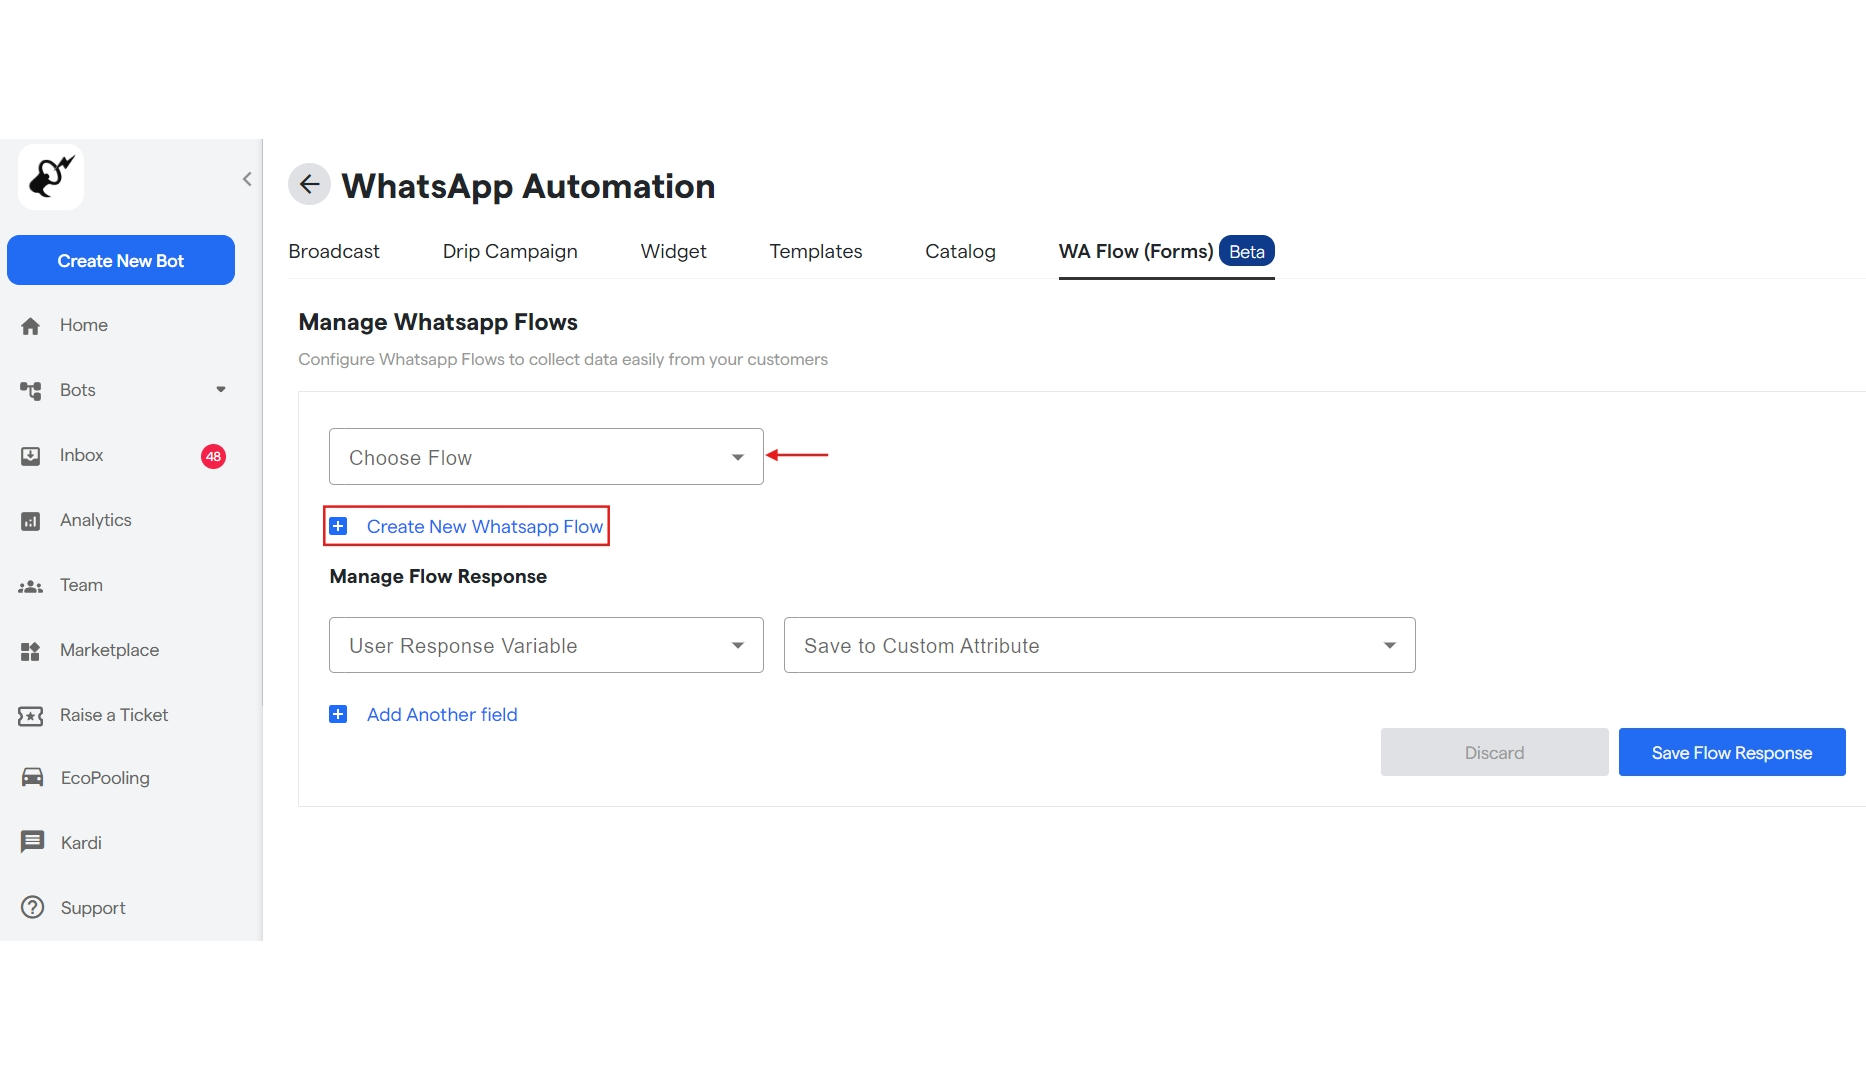 WhatsApp Automation
Create New Bot
Broadcast
Drip Campaign
Widget
Templates
Catalog
WA Flow (Forms) Beta
Home
Bots
Inbox 48
Analytics
Team
Marketplace
Raise a Ticket
EcoPooling
Kardi
Support
Manage Whatsapp Flows
Configure Whatsapp Flows to collect data easily from your customers
Choose Flow
Create New Whatsapp Flow
Manage Flow Response
User Response Variable
Save to Custom Attribute
Add Another field
Discard
Save Flow Response